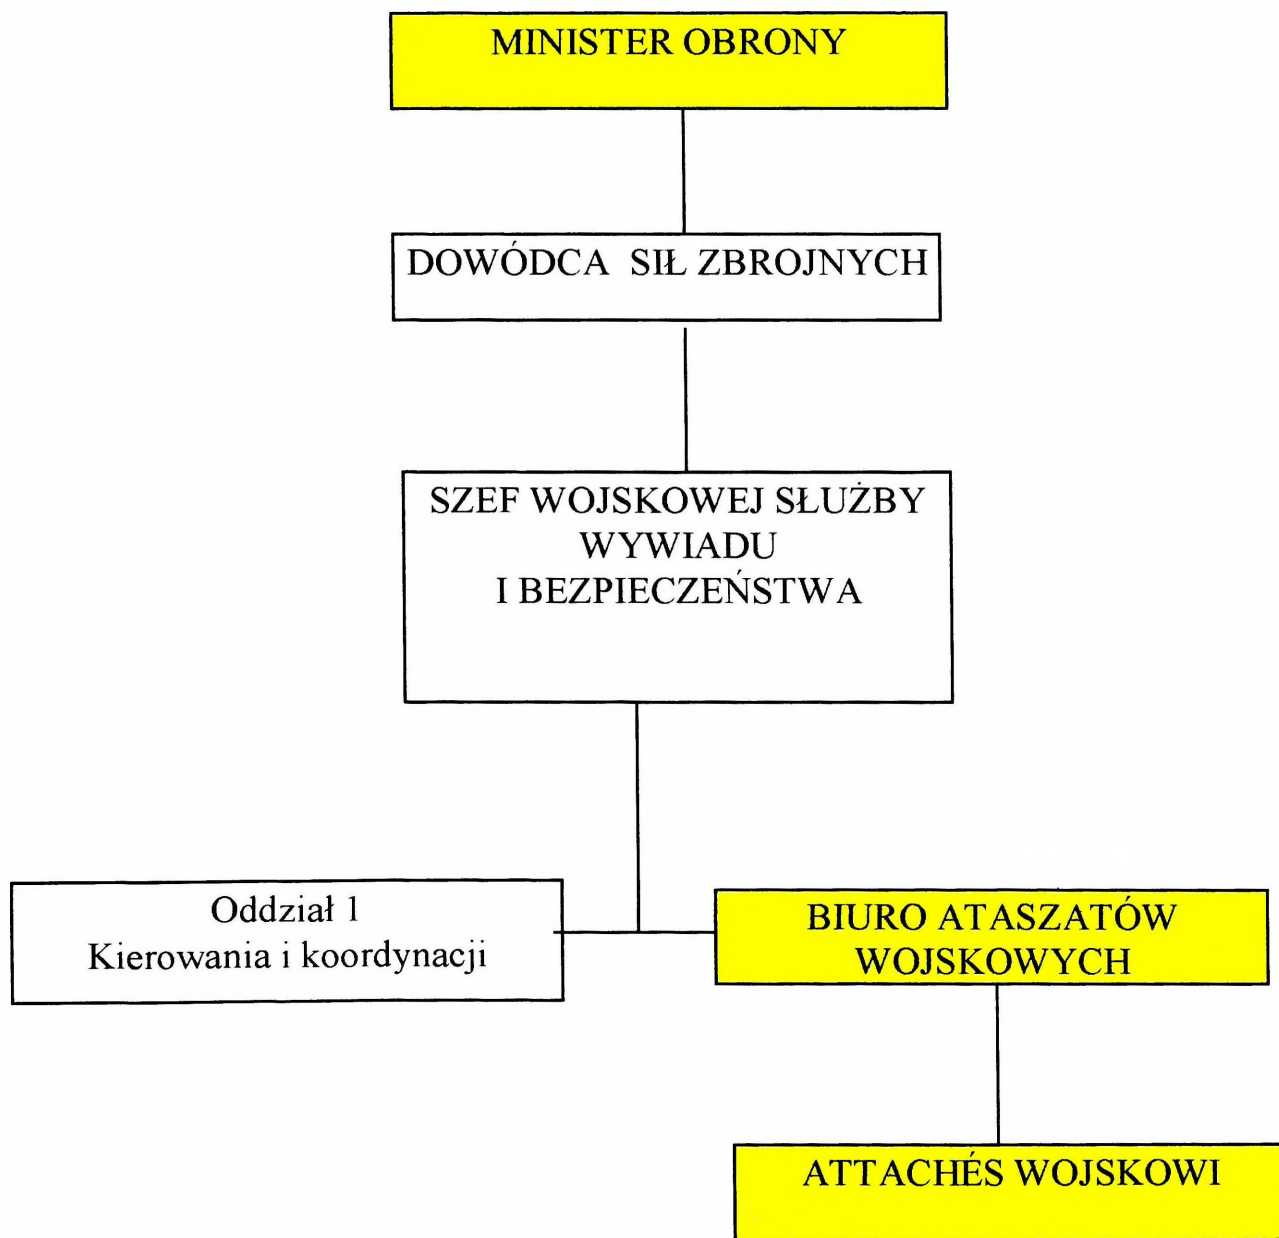 MINISTER OBRONY
DOWÓDCA SIŁ ZBROJNYCH
SZEF WOJSKOWEJ SŁUŻBY
WYWIADU
I BEZPIECZEŃSTWA
Oddział 1
Kierowania i koordynacji
BIURO ATASZATÓW
WOJSKOWYCH
ATTACHÉS WOJSKOWI